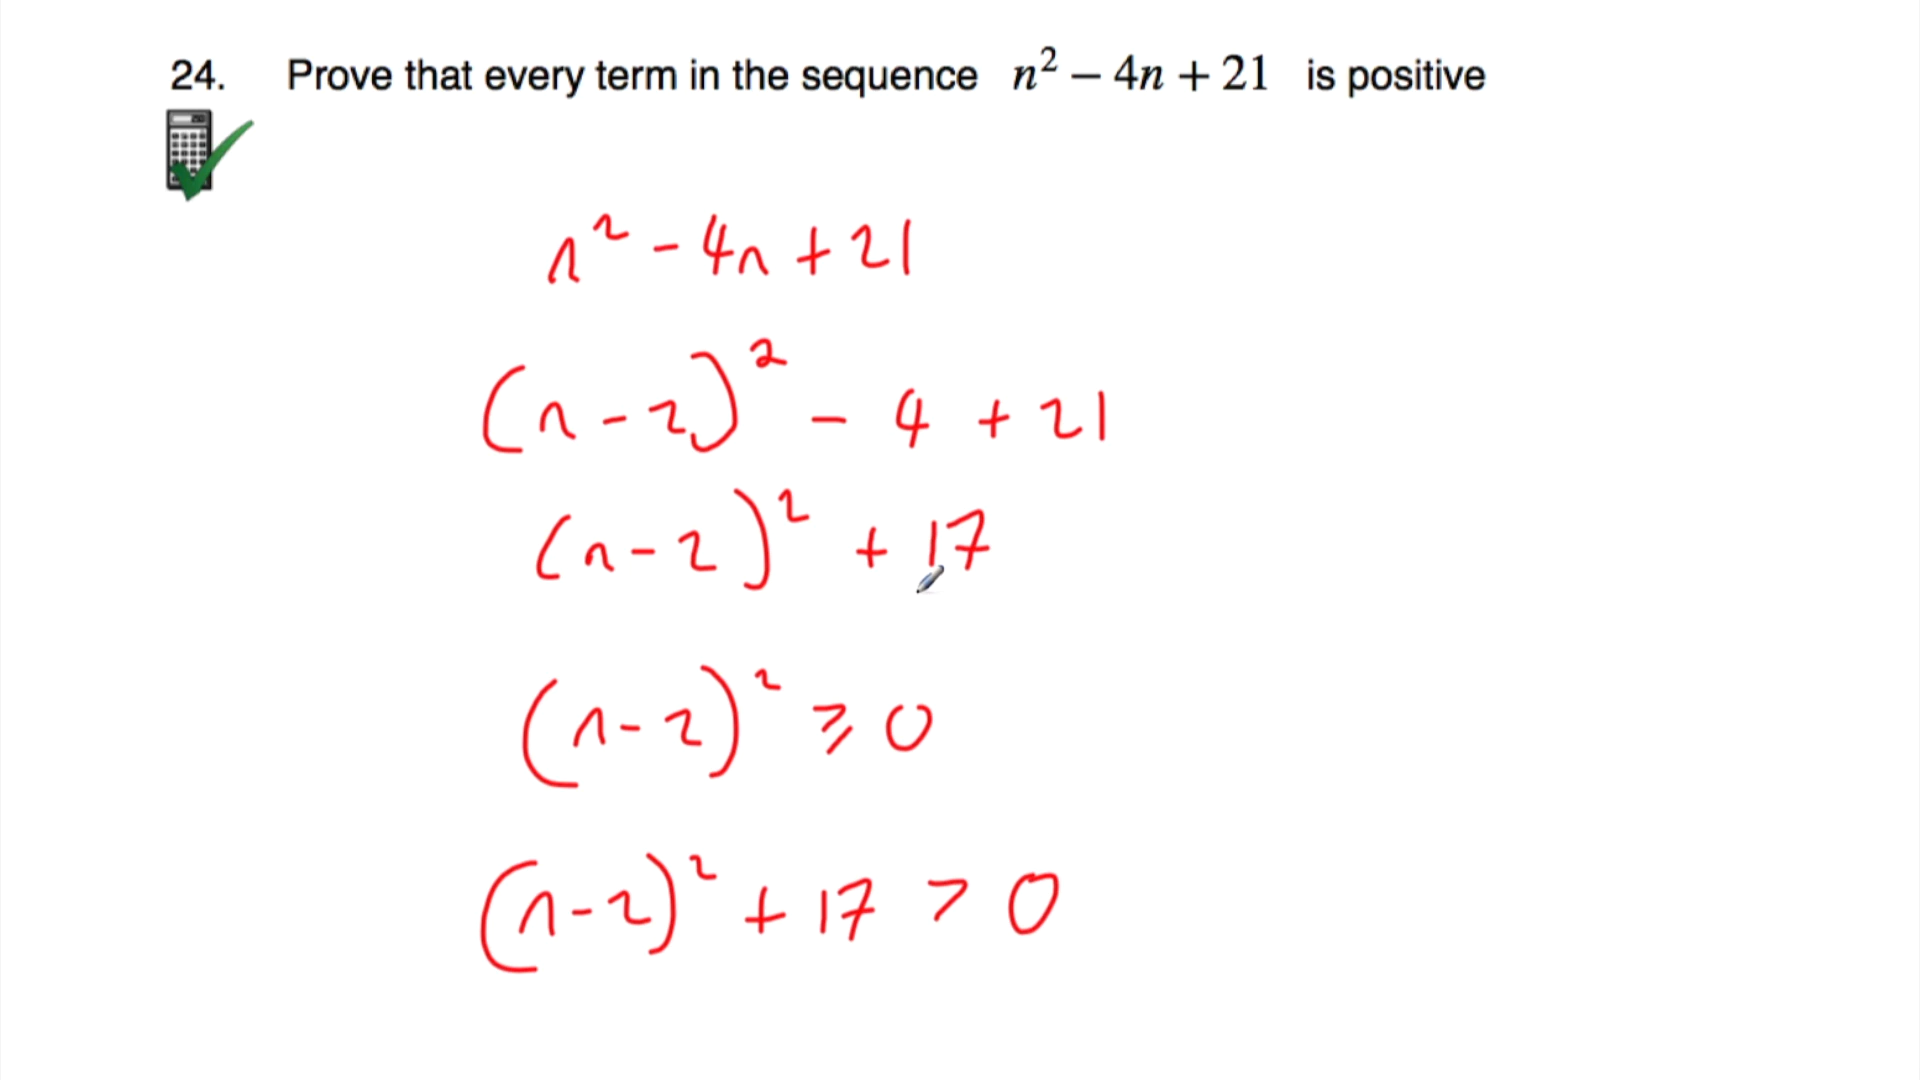 24. Prove that every term in the sequence n² − 4n + 21 is positive
n² - 4n + 21
(n - 2)² - 4 + 21
(n - 2)² + 17
(n - 2)² ⩾ 0
(n - 2)² + 17 > 0